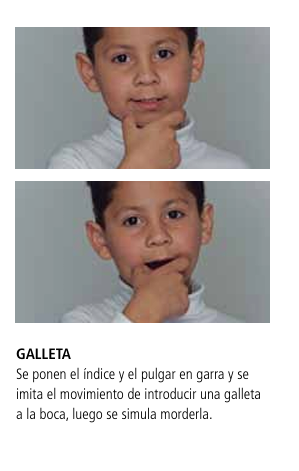 GALLETA
Se ponen el índice y el pulgar en garra y se
imita el movimiento de introducir una galleta
a la boca, luego se simula morderla.